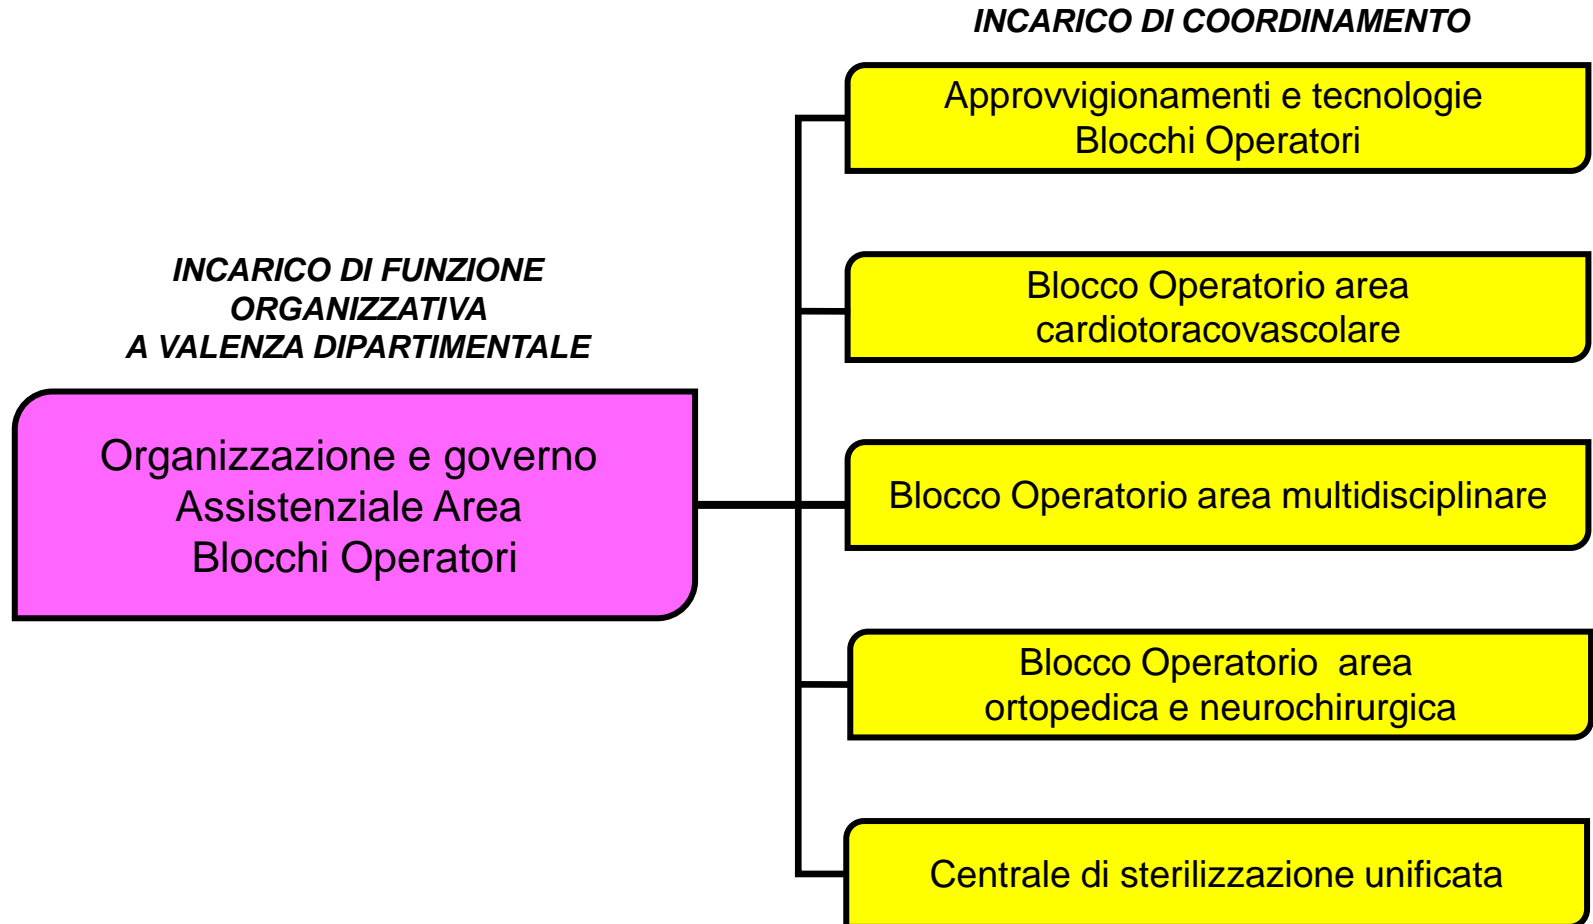 INCARICO DI COORDINAMENTO
Approvvigionamenti e tecnologie
Blocchi Operatori
Blocco Operatorio area
cardiotoracovascolare
INCARICO DI FUNZIONE
ORGANIZZATIVA
A VALENZA DIPARTIMENTALE
Organizzazione e governo
Assistenziale Area
Blocchi Operatori
Blocco Operatorio area multidisciplinare
Blocco Operatorio area
ortopedica e neurochirurgica
Centrale di sterilizzazione unificata